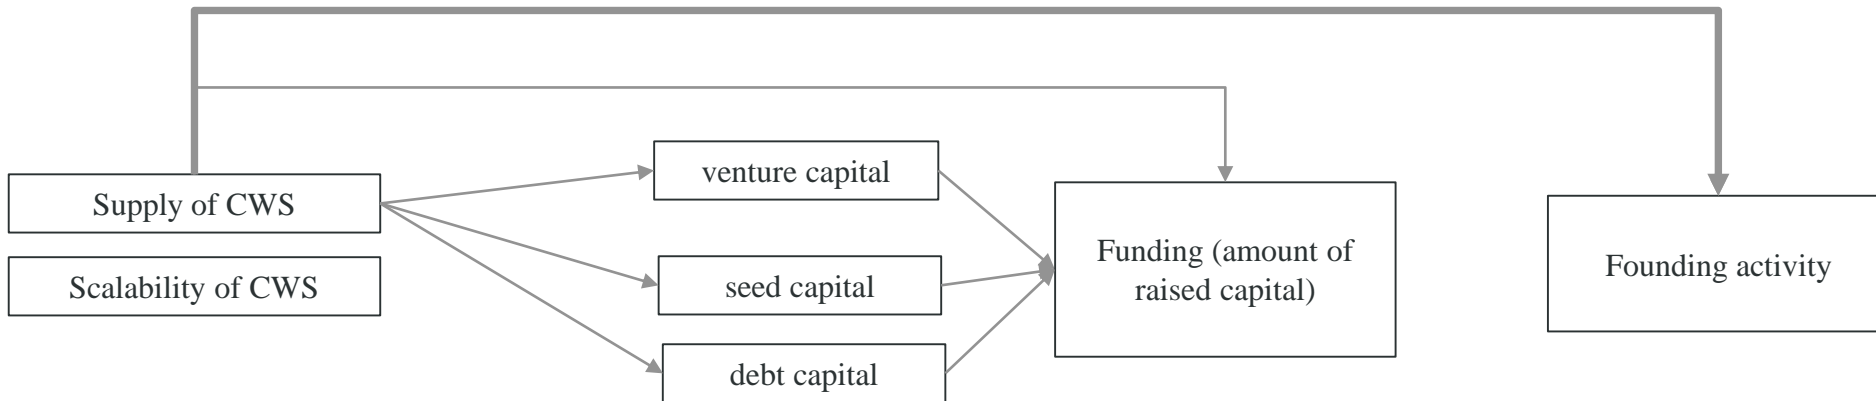 Supply of CWS
Scalability of CWS
venture capital
seed capital
debt capital
Funding (amount of
raised capital)
Founding activity